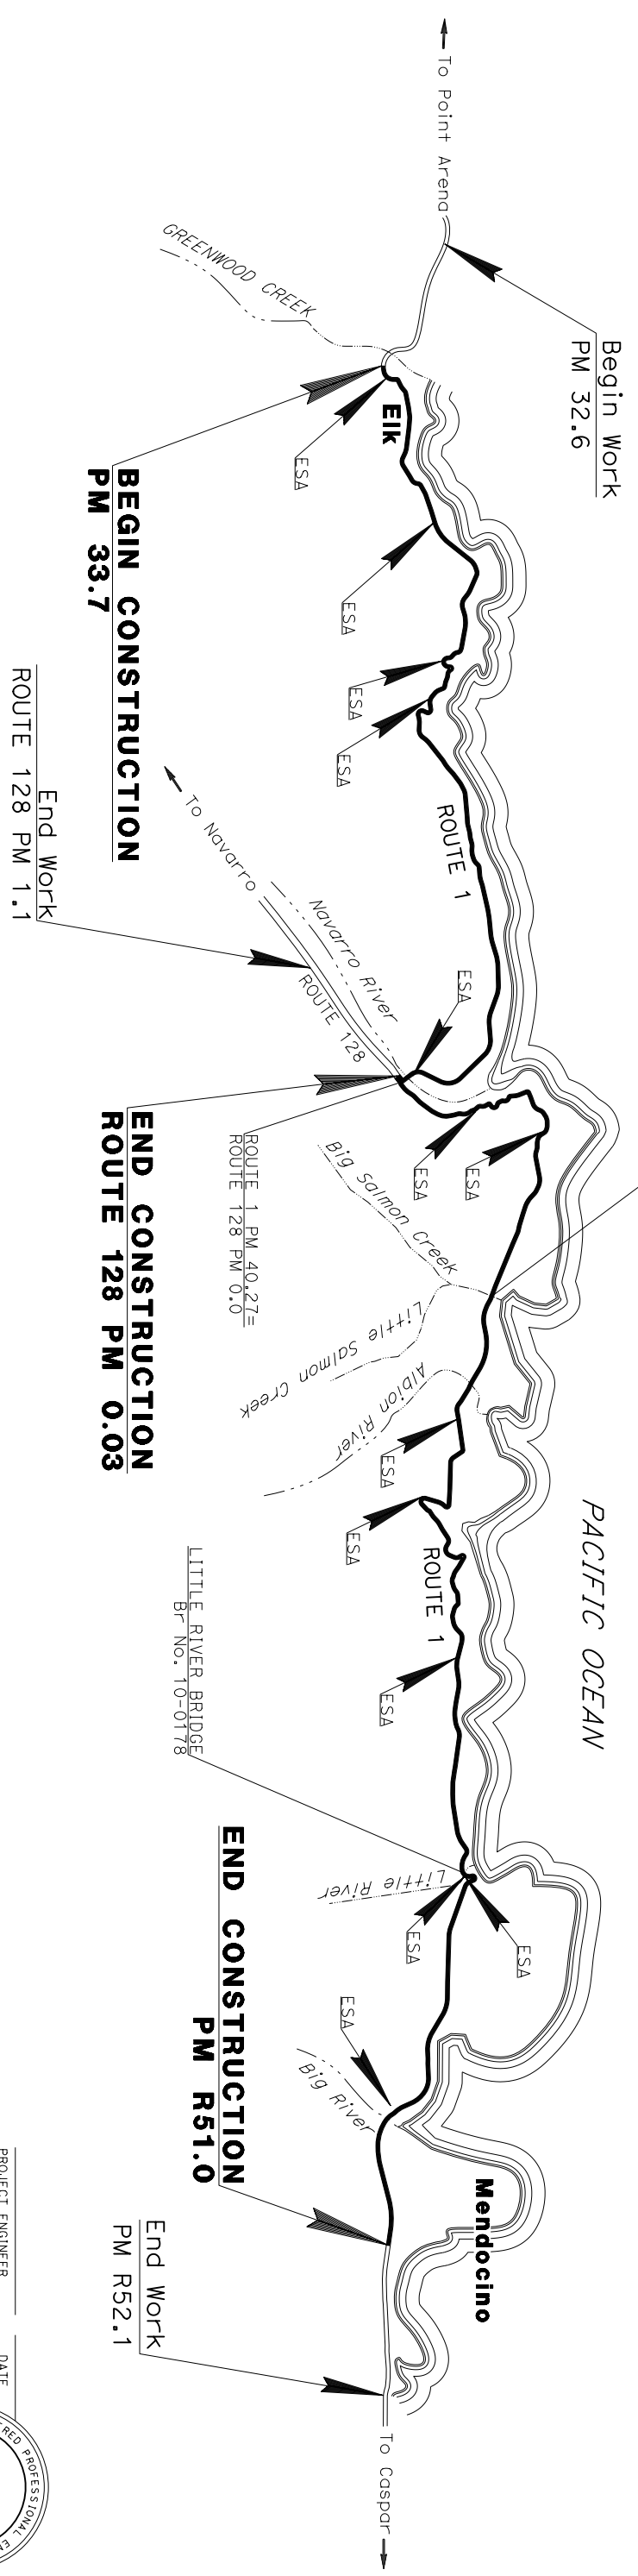 To Point Arena
Begin Work
PM 32.6
GREENWOOD CREEK
Elk
ESA
BEGIN CONSTRUCTION
PM 33.7
ESA
ESA
ESA
ROUTE 1
To Navarro
End Work
ROUTE 128 PM 1.1
Navarro River
ROUTE 128
ESA
END CONSTRUCTION
ROUTE 128 PM 0.03
ROUTE 1 PM 40.27=
ROUTE 128 PM 0.0
ESA
ESA
Big Salmon Creek
Little Salmon Creek
Albion River
ESA
ESA
PACIFIC OCEAN
ROUTE 1
LITTLE RIVER BRIDGE
Br No. 10-0178
ESA
Little River
ESA
ESA
END CONSTRUCTION
PM R51.0
ESA
Big River
Mendocino
End Work
PM R52.1
To Caspar
PROJECT ENGINEER
DATE